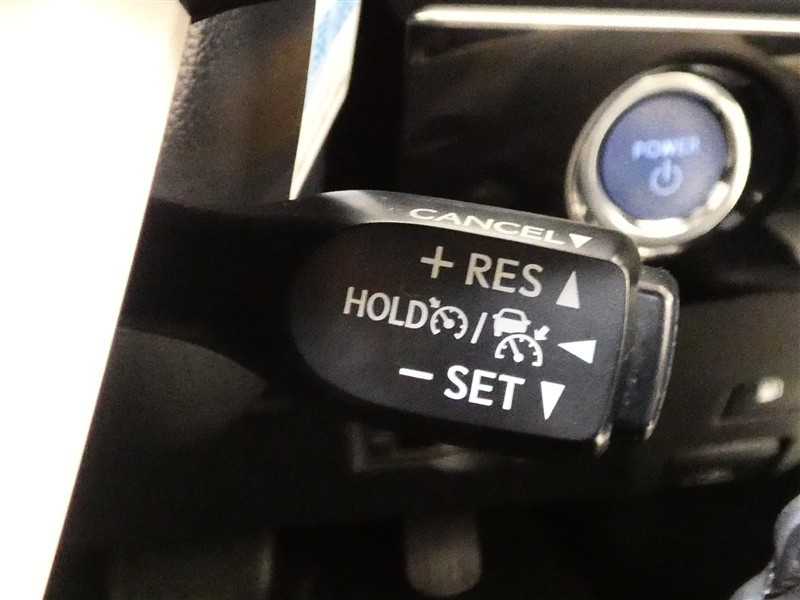 POWER
CANCEL▼
+ RES ▲
HOLD /
◀
− SET ▼